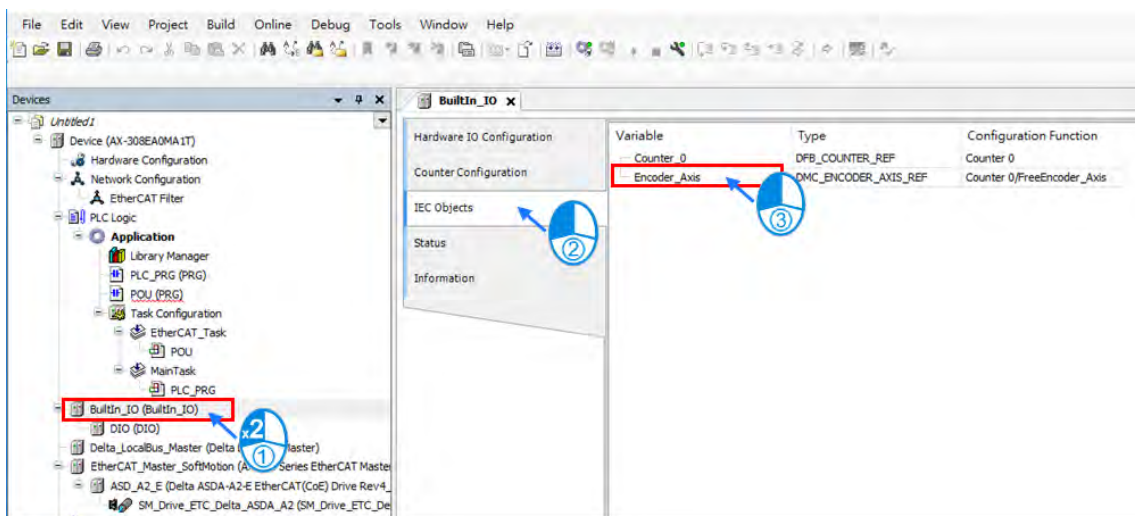 File Edit View Project Build Online Debug Tools Window Help
Devices
BuiltIn_IO
Untitled1
Device (AX-308EA0MA1T)
Hardware Configuration
Network Configuration
EtherCAT Filter
PLC Logic
Application
Library Manager
PLC_PRG (PRG)
POU (PRG)
Task Configuration
EtherCAT_Task
POU
MainTask
PLC_PRG
BuiltIn_IO (BuiltIn_IO)
DIO (DIO)
Delta_LocalBus_Master (Delta Master)
EtherCAT_Master_SoftMotion (A Series EtherCAT Master
ASD_A2_E (Delta ASDA-A2-E EtherCAT(CoE) Drive Rev4_
SM_Drive_ETC_Delta_ASDA_A2 (SM_Drive_ETC_De
x2
1
Hardware IO Configuration
Counter Configuration
IEC Objects
Status
Information
2
Variable Type Configuration Function
Counter_0 DFB_COUNTER_REF Counter 0
Encoder_Axis DMC_ENCODER_AXIS_REF Counter 0/FreeEncoder_Axis
3